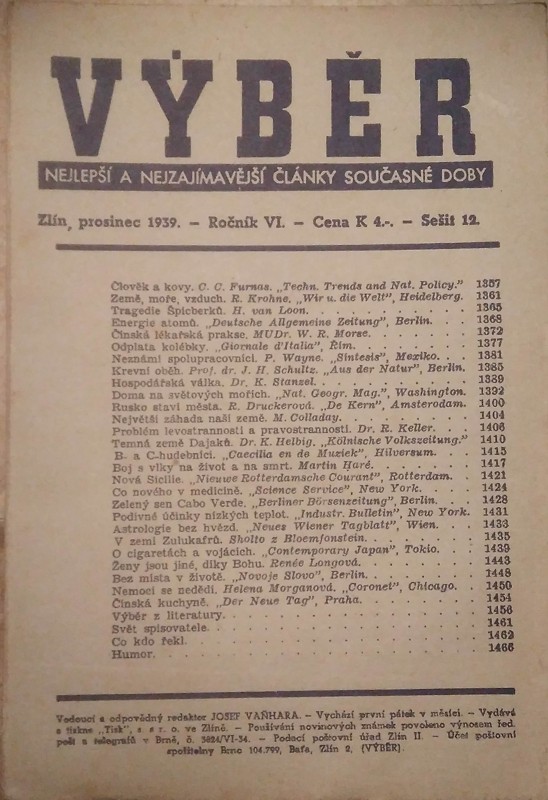 VÝBĚR
NEJLEPŠÍ A NEJZAJÍMAVĚJŠÍ ČLÁNKY SOUČASNÉ DOBY
Zlín, prosinec 1939. – Ročník VI. – Cena K 4.-. – Sešit 12.
Člověk a kovy. C. C. Furnas. „Techn. Trends and Nat. Policy.” 1357
Země, moře, vzduch. R. Krohne. „Wir u. die Welt”, Heidelberg. 1361
Tragedie Špicberků. H. van Loon. . . . . . . . . . 1365
Energie atomů. „Deutsche Allgemeine Zeitung”, Berlin. . . 1368
Čínská lékařská prakse. MUDr. W. R. Morse. . . . . . . 1372
Odplata kolébky. „Giornale d'Italia”, Řím. . . . . . . 1377
Neznámí spolupracovníci. P. Wayne. „Sintesis”, Mexiko. . . 1381
Krevní oběh. Prof. dr. J. H. Schultz. „Aus der Natur”, Berlin. 1385
Hospodářská válka. Dr. K. Stanzel. . . . . . . . . 1389
Doma na světových mořích. „Nat. Geogr. Mag.”, Washington. 1392
Rusko staví města. R. Druckerová. „De Kern”, Amsterodam. 1400
Největší záhada naší země. M. Colladay. . . . . . . . 1404
Problém levostrannosti a pravostrannosti. Dr. R. Keller. . . 1406
Temná země Dajaků. Dr. K. Helbig. „Kölnische Volkszeitung.” 1410
B. a C-hudebníci. „Caecilia en de Muziek”, Hilversum. . . . 1415
Boj s vlky na život a na smrt. Martin Haré. . . . . . . 1417
Nová Sicilie. „Nieuwe Rotterdamsche Courant”, Rotterdam. . 1421
Co nového v medicině. „Science Service”, New York. . . . 1424
Zelený sen Cabo Verde. „Berliner Börsenzeitung”, Berlin. . . 1428
Podivné účinky nízkých teplot. „Industr. Bulletin”, New York. 1431
Astrologie bez hvězd. „Neues Wiener Tagblatt”, Wien. . . 1433
V zemi Zulukafrů. Sholto z Bloemfonstein. . . . . . . 1435
O cigaretách a vojácích. „Contemporary Japan”, Tokio. . . 1439
Ženy jsou jiné, díky Bohu. Renée Longová. . . . . . . 1443
Bez místa v životě. „Novoje Slovo”, Berlin. . . . . . . 1448
Nemoci se nedědí. Helena Morganová. „Coronet”, Chicago. . 1450
Čínská kuchyně. „Der Neue Tag”, Praha. . . . . . . . 1454
Výběr z literatury. . . . . . . . . . . . . . 1456
Svět spisovatele. . . . . . . . . . . . . . . 1461
Co kdo řekl. . . . . . . . . . . . . . . . . 1462
Humor. . . . . . . . . . . . . . . . . . . 1466
Vedoucí a odpovědný redaktor JOSEF VAŇHARA. – Vychází první pátek v měsíci. – Vydává
a tiskne „Tisk”, s. s r. o. ve Zlíně. – Používání novinových známek povoleno výnosem řed.
pošt a telegrafů v Brně, č. 3824/VI-34. – Podací poštovní úřad Zlín II. – Účet poštovní
spořitelny Brno 104.799, Baťa, Zlín 2, (VÝBĚR).